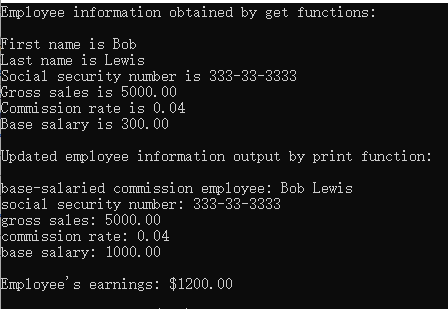 Employee information obtained by get functions:
First name is Bob
Last name is Lewis
Social security number is 333-33-3333
Gross sales is 5000.00
Commission rate is 0.04
Base salary is 300.00
Updated employee information output by print function:
base-salaried commission employee: Bob Lewis
social security number: 333-33-3333
gross sales: 5000.00
commission rate: 0.04
base salary: 1000.00
Employee's earnings: $1200.00